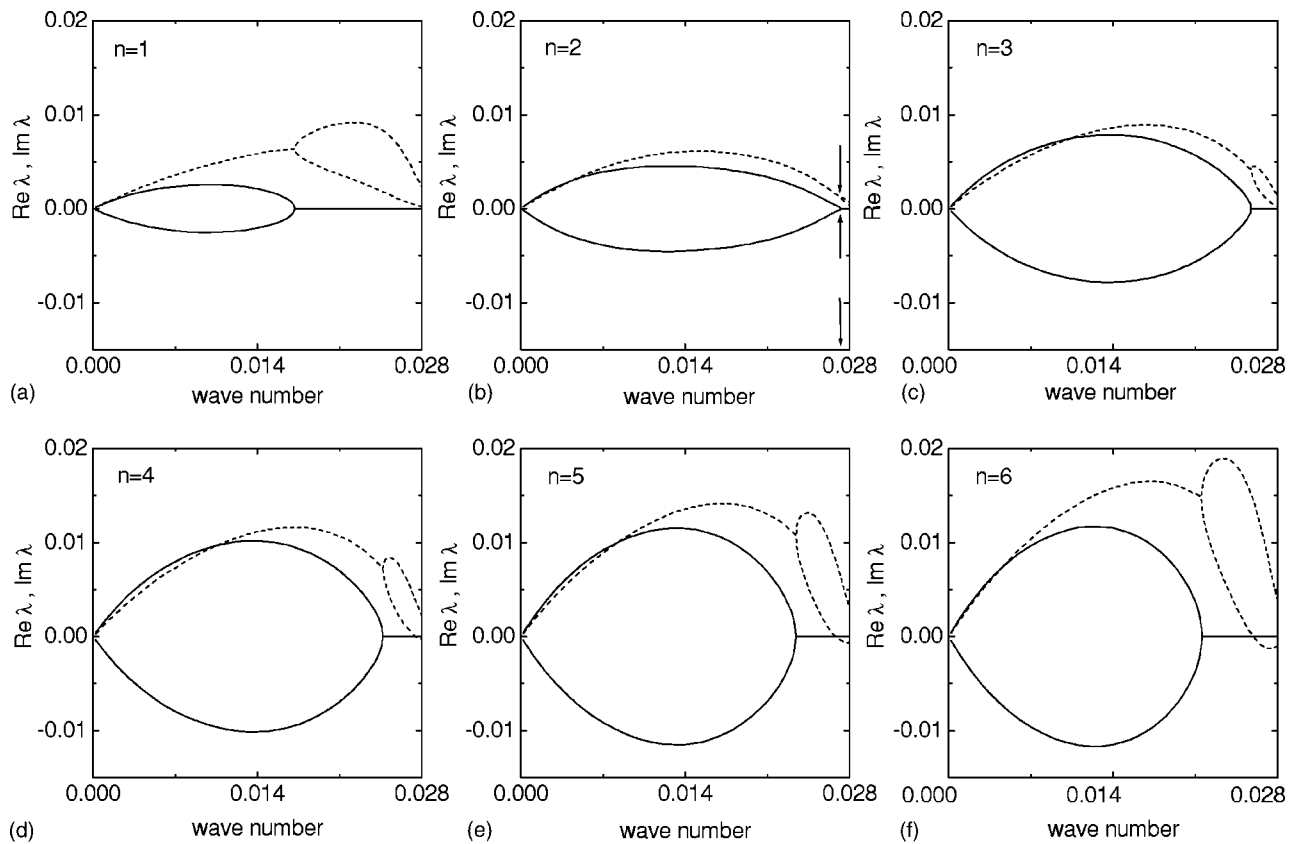 0.02
n=1
0.01
0.00
-0.01
Re λ , Im λ
0.000
0.014
0.028
(a)
wave number
0.02
n=2
0.01
0.00
-0.01
Re λ , Im λ
0.000
0.014
0.028
(b)
wave number
0.02
n=3
0.01
0.00
-0.01
Re λ , Im λ
0.000
0.014
0.028
(c)
wave number
0.02
n=4
0.01
0.00
-0.01
Re λ , Im λ
0.000
0.014
0.028
(d)
wave number
0.02
n=5
0.01
0.00
-0.01
Re λ , Im λ
0.000
0.014
0.028
(e)
wave number
0.02
n=6
0.01
0.00
-0.01
Re λ , Im λ
0.000
0.014
0.028
(f)
wave number